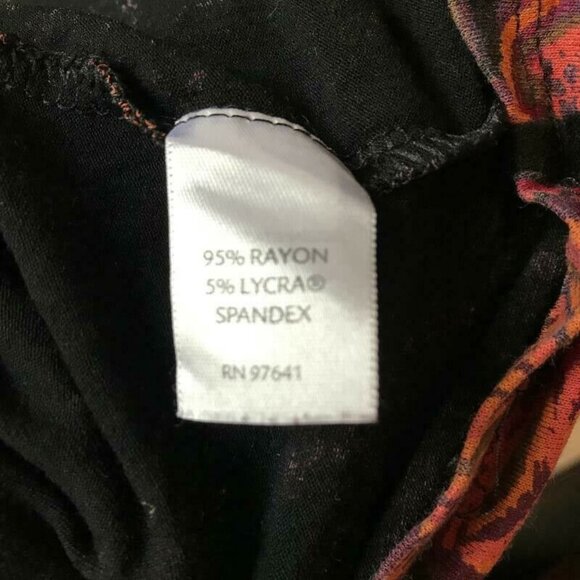 95% RAYON
5% LYCRA®
SPANDEX
RN 97641